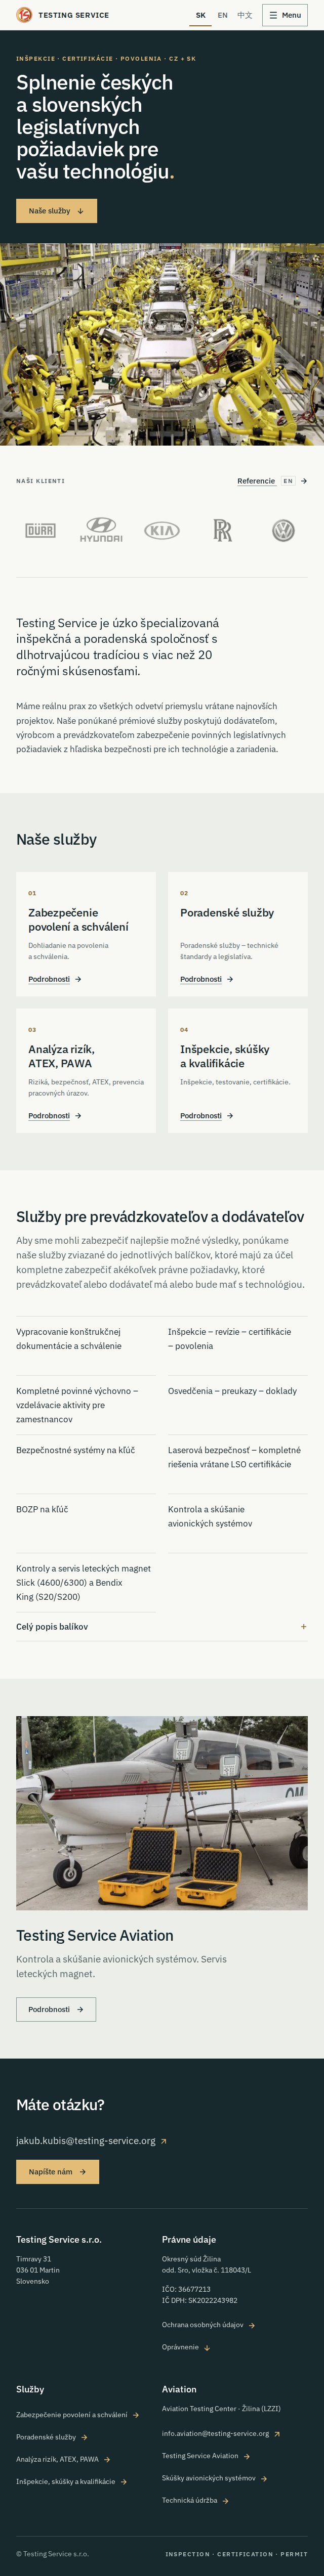 TESTING SERVICE
SK EN 中文 Menu
INŠPEKCIE · CERTIFIKÁCIE · POVOLENIA · CZ + SK
Splnenie českých
a slovenských
legislatívnych
požiadaviek pre
vašu technológiu.
Naše služby
NAŠI KLIENTI
Referencie EN
DÜRR
HYUNDAI
KIA
Testing Service je úzko špecializovaná
inšpekčná a poradenská spoločnosť s
dlhotrvajúcou tradíciou s viac než 20
ročnými skúsenosťami.
Máme reálnu prax zo všetkých odvetví priemyslu vrátane najnovších
projektov. Naše ponúkané prémiové služby poskytujú odávateľom,
výrobcom a prevádzkovateľom zabezpečenie povinných legislatívnych
požiadaviek z hľadiska bezpečnosti pre ich technológie a zariadenia.
Naše služby
01
Zabezpečenie
povolení a schválení
Dohliadanie na povolenia
a schválenia.
Podrobnosti
02
Poradenské služby
Poradenské služby – technické
štandardy a legislatíva.
Podrobnosti
03
Analýza rizík,
ATEX, PAWA
Riziká, bezpečnosť, ATEX, prevencia
pracovných úrazov.
Podrobnosti
04
Inšpekcie, skúšky
a kvalifikácie
Inšpekcie, testovanie, certifikácie.
Podrobnosti
Služby pre prevádzkovateľov a dodávateľov
Aby sme mohli zabezpečiť najlepšie možné výsledky, ponúkame
naše služby zviazané do jednotlivých balíčkov, ktoré majú za účel
kompletne zabezpečiť akékoľvek právne požiadavky, ktoré
prevádzkovateľ alebo dodávateľ má alebo bude mať s technológiou.
Vypracovanie konštrukčnej
dokumentácie a schválenie
Inšpekcie – revízie – certifikácie
– povolenia
Kompletné povinné výchovno –
vzdelávacie aktivity pre
zamestnancov
Osvedčenia – preukazy – doklady
Bezpečnostné systémy na kľúč
Laserová bezpečnosť – kompletné
riešenia vrátane LSO certifikácie
BOZP na kľúč
Kontrola a skúšanie
avionických systémov
Kontroly a servis leteckých magnet
Slick (4600/6300) a Bendix
King (S20/S200)
Celý popis balíkov +
Testing Service Aviation
Kontrola a skúšanie avionických systémov. Servis
leteckých magnet.
Podrobnosti
Máte otázku?
jakub.kubis@testing-service.org
Napíšte nám
Testing Service s.r.o.
Timravy 31
036 01 Martin
Slovensko
Právne údaje
Okresný súd Žilina
odd. Sro, vložka č. 118043/L
IČO: 36677213
IČ DPH: SK2022243982
Ochrana osobných údajov
Oprávnenie
Služby
Zabezpečenie povolení a schválení
Poradenské služby
Analýza rizík, ATEX, PAWA
Inšpekcie, skúšky a kvalifikácie
Aviation
Aviation Testing Center · Žilina (LZZI)
info.aviation@testing-service.org
Testing Service Aviation
Skúšky avionických systémov
Technická údržba
© Testing Service s.r.o.
INSPECTION · CERTIFICATION · PERMIT